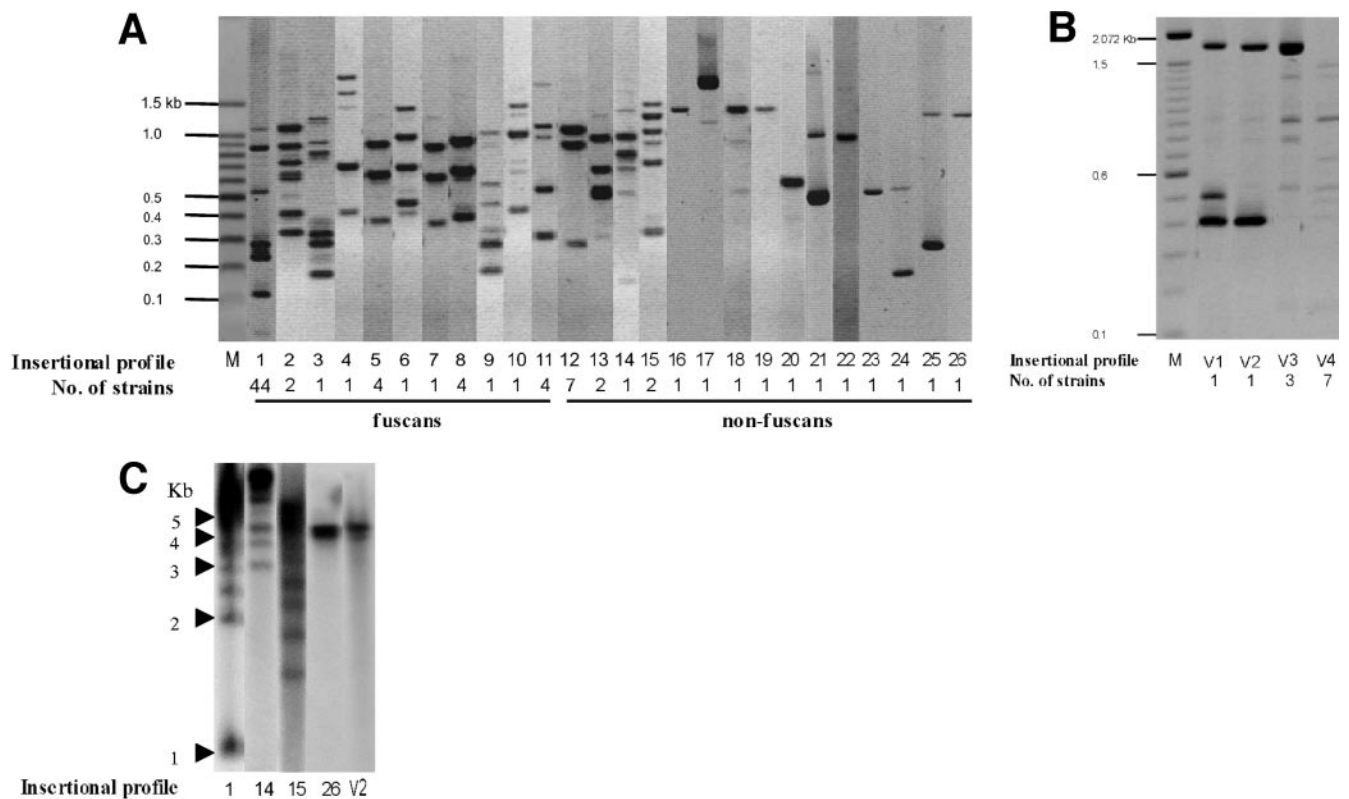 A
1.5 kb
1.0
0.5
0.4
0.3
0.2
0.1
Insertional profile M 1 2 3 4 5 6 7 8 9 10 11 12 13 14 15 16 17 18 19 20 21 22 23 24 25 26
No. of strains 44 2 1 1 4 1 1 4 1 1 4 7 2 1 2 1 1 1 1 1 1 1 1 1 1 1
fuscans non-fuscans
B
2.072 Kb
1.5
0.6
0.1
Insertional profile M V1 V2 V3 V4
No. of strains 1 1 3 7
C
Kb
5
4
3
2
1
Insertional profile 1 14 15 26 V2